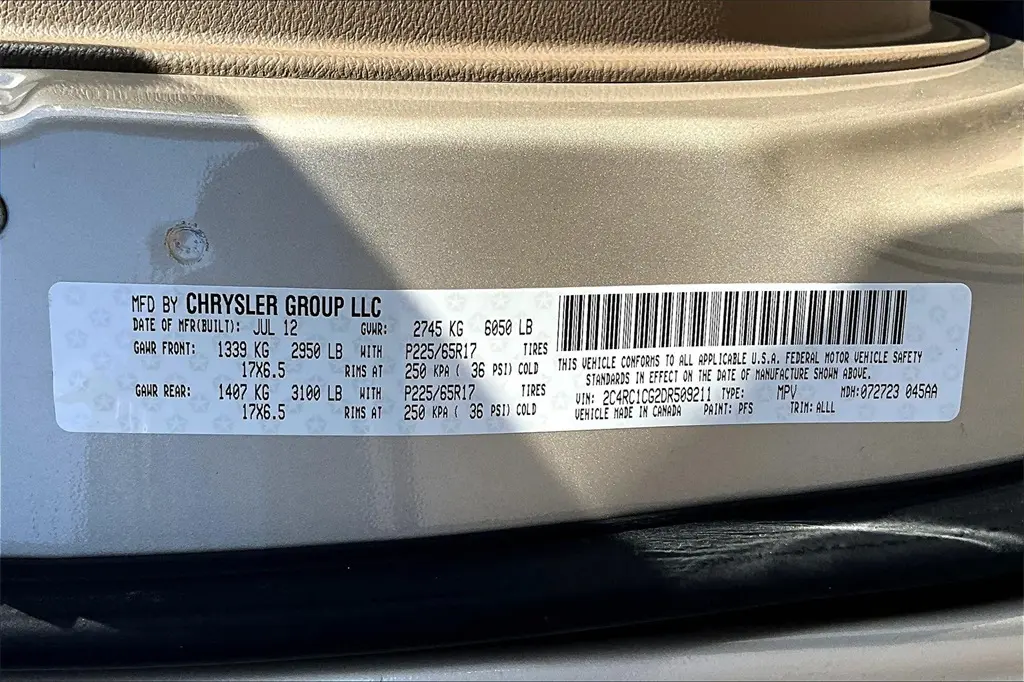 MFD BY CHRYSLER GROUP LLC
DATE OF MFR(BUILT): JUL 12 GVWR: 2745 KG 6050 LB
GAWR FRONT: 1339 KG 2950 LB WITH P225/65R17 TIRES
17X6.5 RIMS AT 250 KPA ( 36 PSI) COLD
GAWR REAR: 1407 KG 3100 LB WITH P225/65R17 TIRES
17X6.5 RIMS AT 250 KPA ( 36 PSI) COLD
THIS VEHICLE CONFORMS TO ALL APPLICABLE U.S.A. FEDERAL MOTOR VEHICLE SAFETY
STANDARDS IN EFFECT ON THE DATE OF MANUFACTURE SHOWN ABOVE.
VIN: 2C4RC1CG2DR509211 TYPE: MPV MDH:072723 045AA
VEHICLE MADE IN CANADA PAINT: PFS TRIM: ALLL